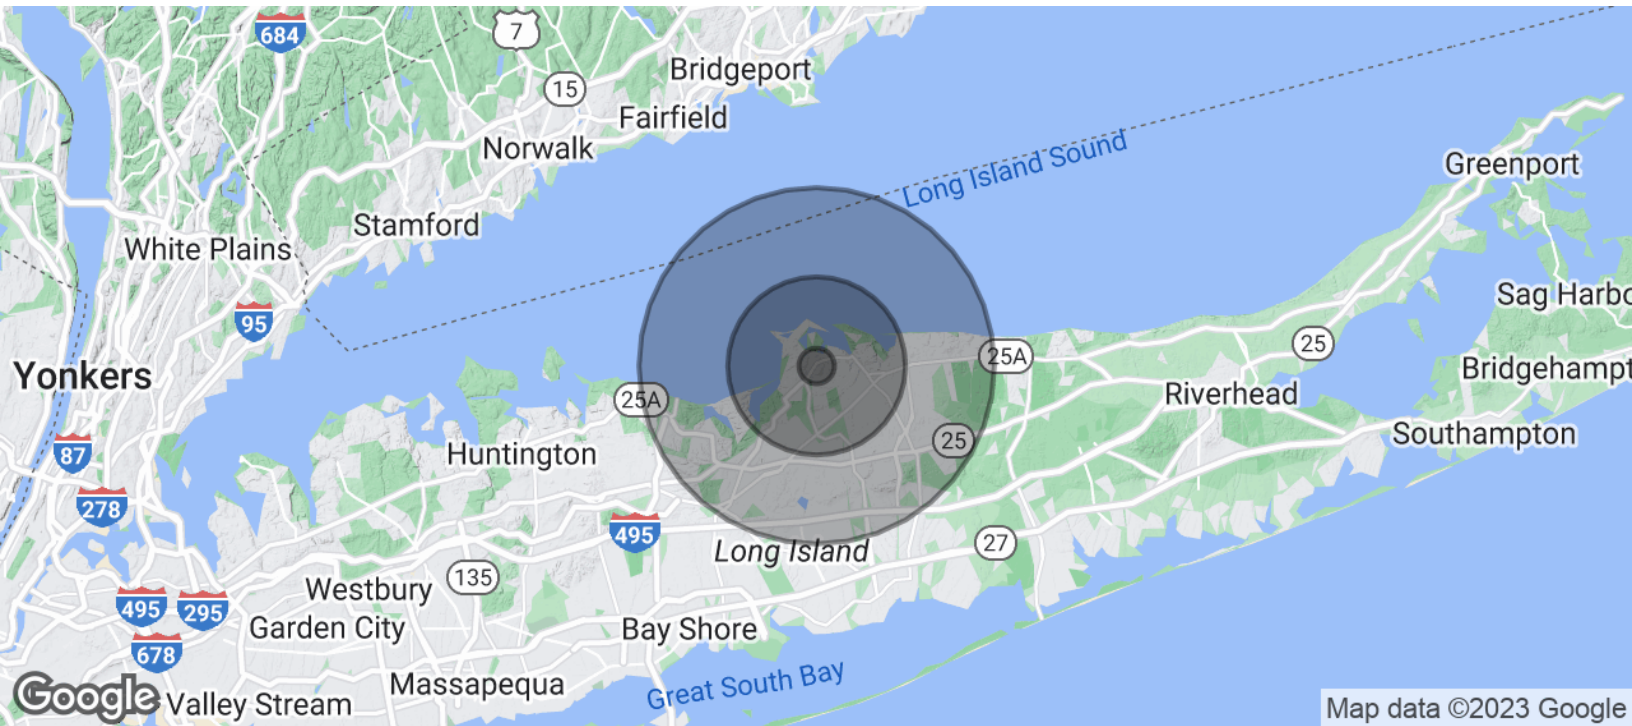 684
7
Bridgeport
15
Fairfield
Norwalk
Long Island Sound
Greenport
Stamford
White Plains
Sag Harbo
95
25
25A
Yonkers
Bridgehampt
Riverhead
25A
Southampton
25
Huntington
87
278
495
27
Long Island
135
Westbury
495
295
Garden City
Bay Shore
678
Great South Bay
Massapequa
Google
Valley Stream
Map data ©2023 Google